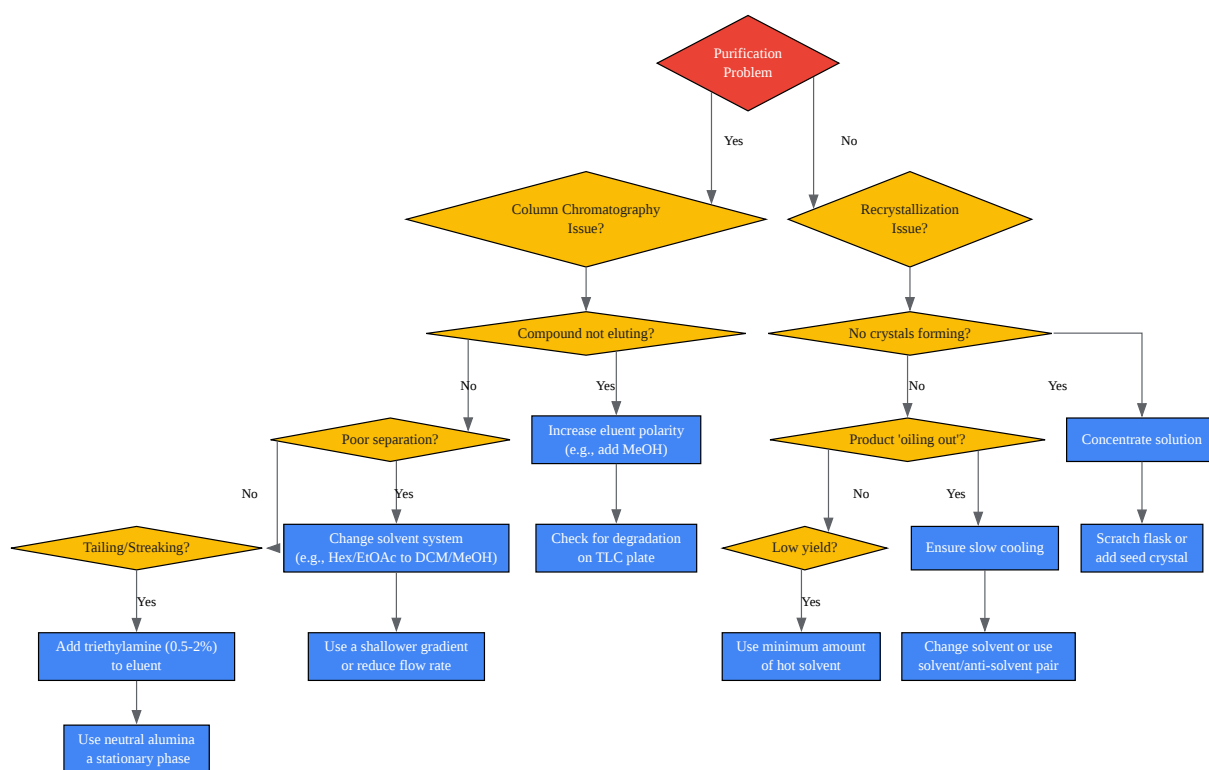 Purification
Problem
Yes
No
Column Chromatography
Issue?
Recrystallization
Issue?
Compound not eluting?
No crystals forming?
No
Yes
No
Yes
Poor separation?
Increase eluent polarity
(e.g., add MeOH)
Product 'oiling out'?
Concentrate solution
No
Yes
No
Yes
Tailing/Streaking?
Change solvent system
(e.g., Hex/EtOAc to DCM/MeOH)
Check for degradation
on TLC plate
Low yield?
Ensure slow cooling
Scratch flask or
add seed crystal
Yes
Yes
Add triethylamine (0.5-2%)
to eluent
Use a shallower gradient
or reduce flow rate
Use minimum amount
of hot solvent
Change solvent or use
solvent/anti-solvent pair
Use neutral alumina
a stationary phase